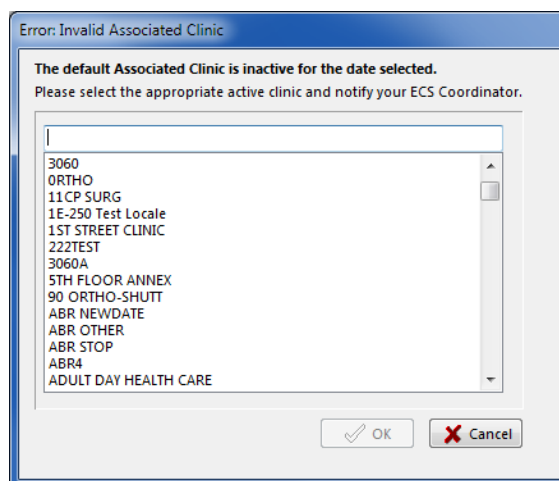 Error: Invalid Associated Clinic
The default Associated Clinic is inactive for the date selected.
Please select the appropriate active clinic and notify your ECS Coordinator.
3060
0RTHO
11CP SURG
1E-250 Test Locale
1ST STREET CLINIC
222TEST
3060A
5TH FLOOR ANNEX
90 ORTHO-SHUTT
ABR NEWDATE
ABR OTHER
ABR STOP
ABR4
ADULT DAY HEALTH CARE
OK Cancel